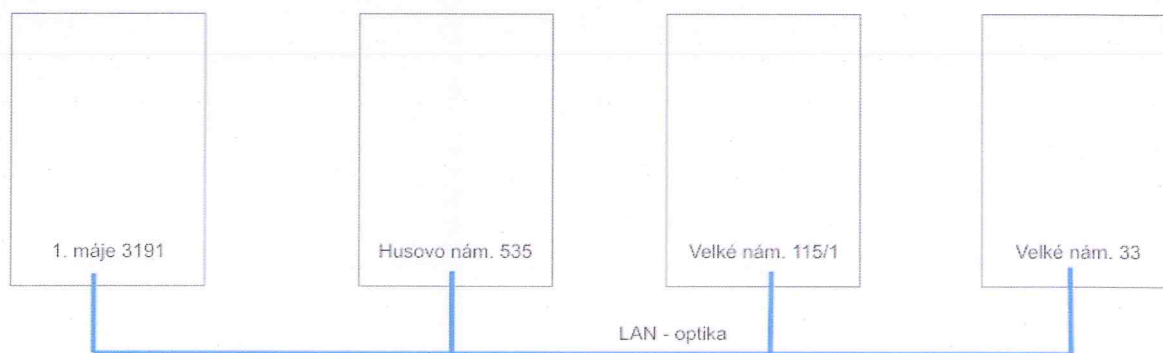 1. máje 3191
Husovo nám. 535
Velké nám. 115/1
Velké nám. 33
LAN - optika